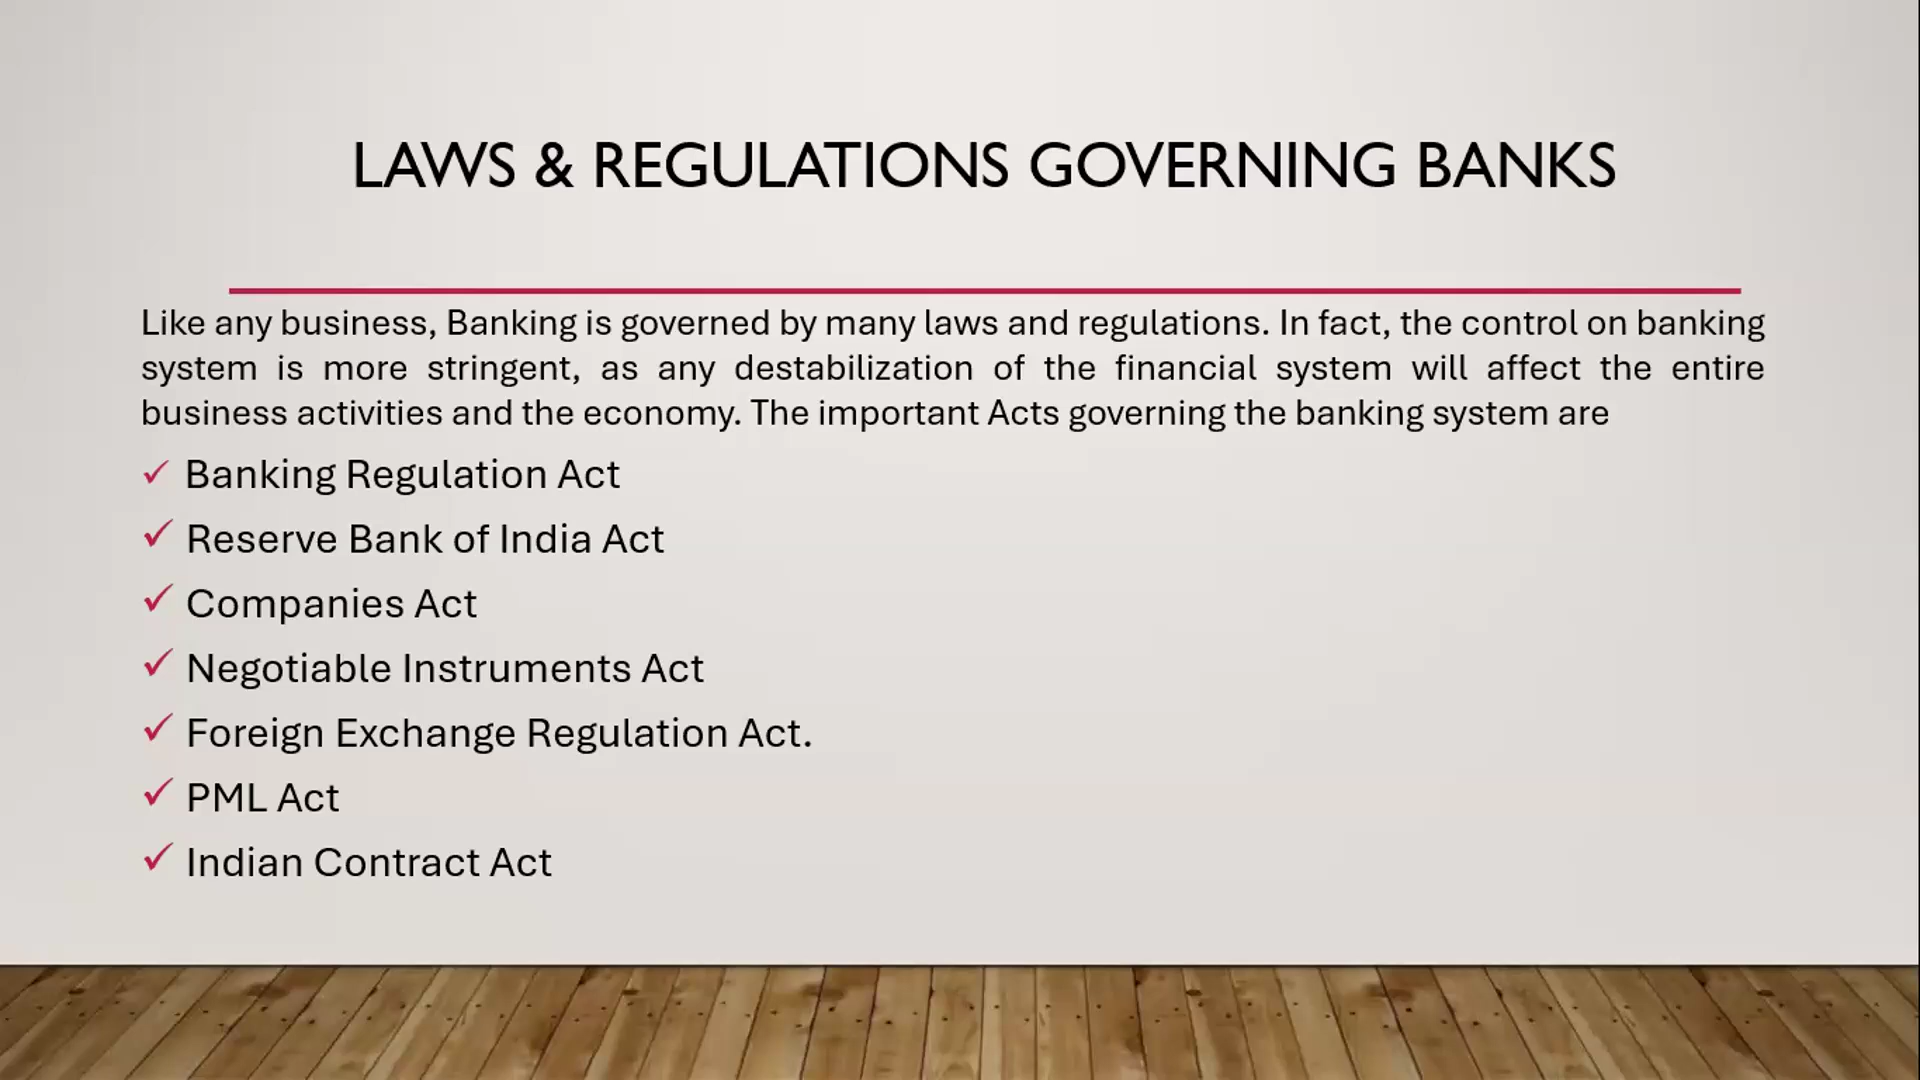 LAWS & REGULATIONS GOVERNING BANKS
Like any business, Banking is governed by many laws and regulations. In fact, the control on banking
system is more stringent, as any destabilization of the financial system will affect the entire
business activities and the economy. The important Acts governing the banking system are
✓ Banking Regulation Act
✓ Reserve Bank of India Act
✓ Companies Act
✓ Negotiable Instruments Act
✓ Foreign Exchange Regulation Act.
✓ PML Act
✓ Indian Contract Act